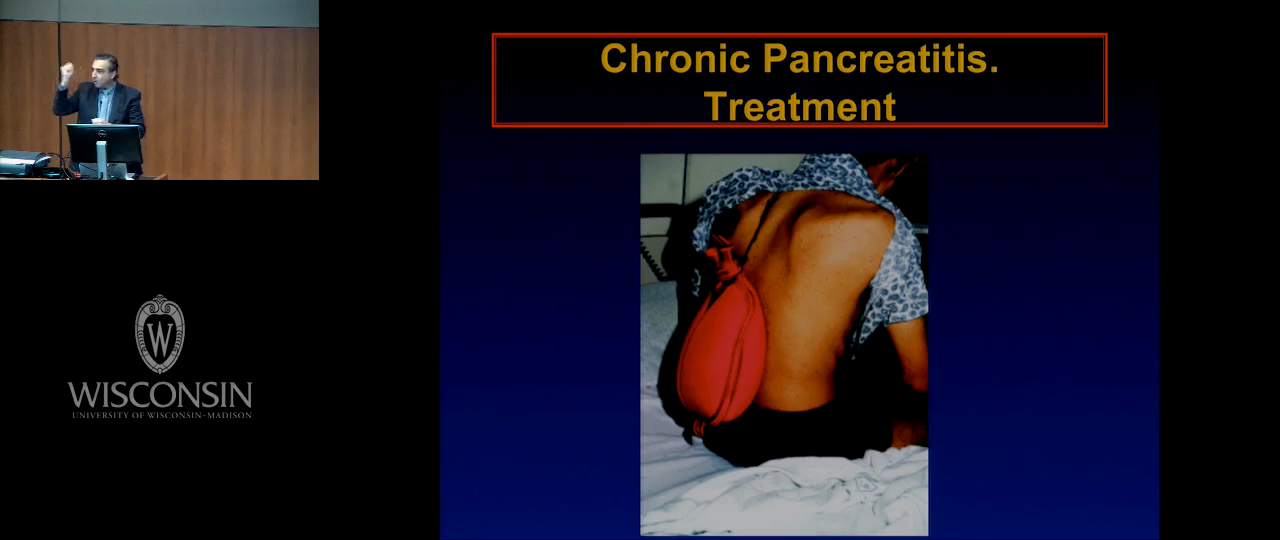 Chronic Pancreatitis.
Treatment
W
WISCONSIN
UNIVERSITY OF WISCONSIN–MADISON